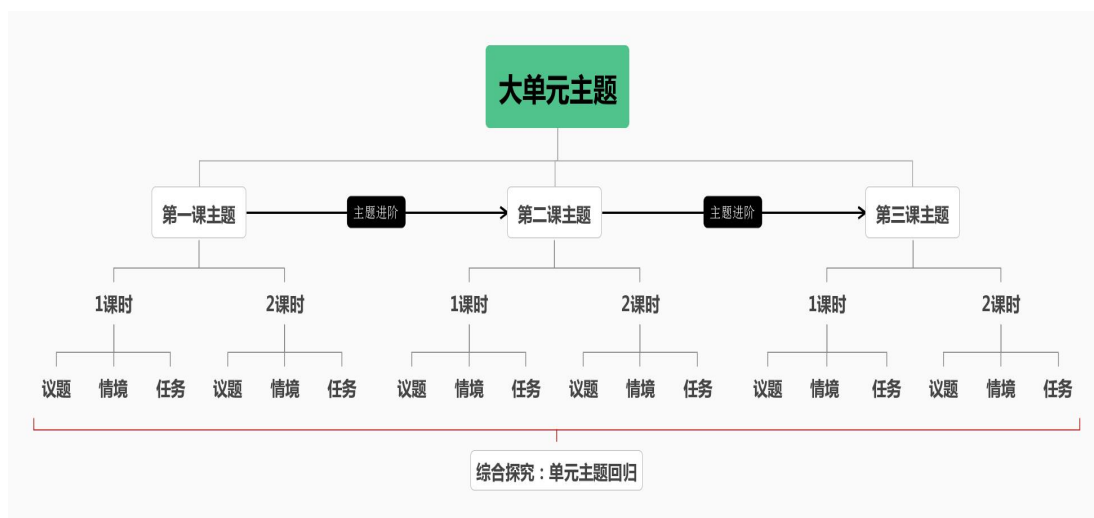 大单元主题
第一课主题 主题进阶 第二课主题 主题进阶 第三课主题
1课时 2课时 1课时 2课时 1课时 2课时
议题 情境 任务 议题 情境 任务 议题 情境 任务 议题 情境 任务 议题 情境 任务 议题 情境 任务
综合探究：单元主题回归